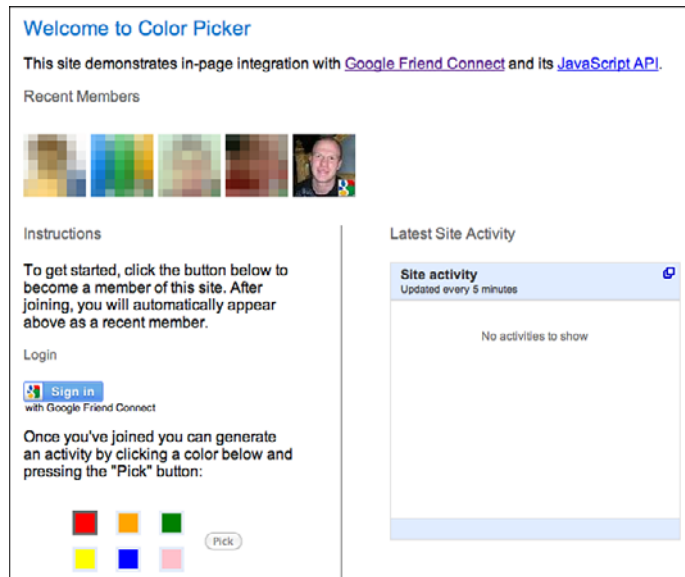 Welcome to Color Picker
This site demonstrates in-page integration with Google Friend Connect and its JavaScript API.
Recent Members
Instructions
To get started, click the button below to
become a member of this site. After
joining, you will automatically appear
above as a recent member.
Login
Sign in
with Google Friend Connect
Once you've joined you can generate
an activity by clicking a color below and
pressing the "Pick" button:
Pick
Latest Site Activity
Site activity
Updated every 5 minutes
No activities to show